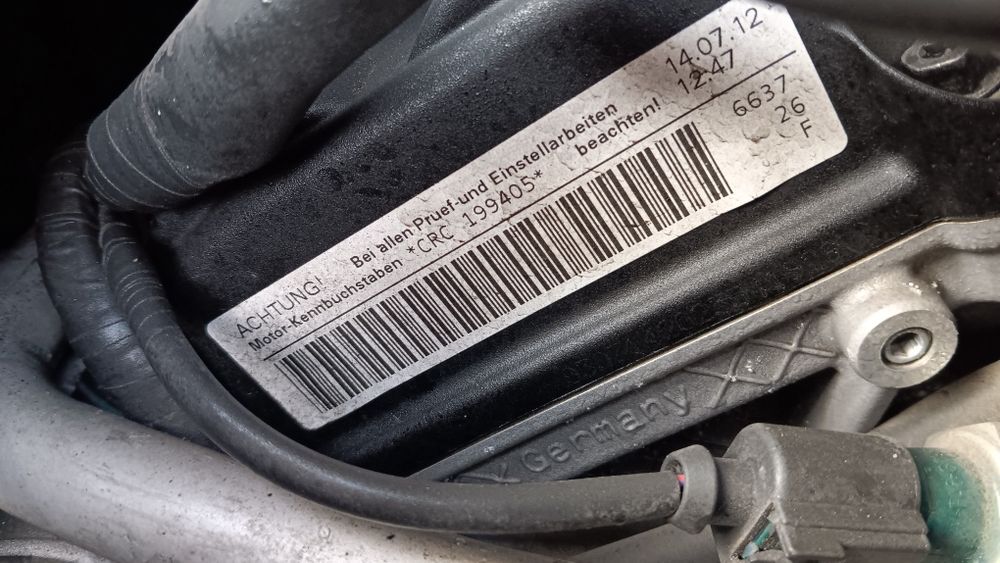 14.07.12
12:47
ACHTUNG! Bei allen Pruef-und Einstellarbeiten
beachten!
Motor-Kennbuchstaben *CRC 199405*
6637
26
F
Germany